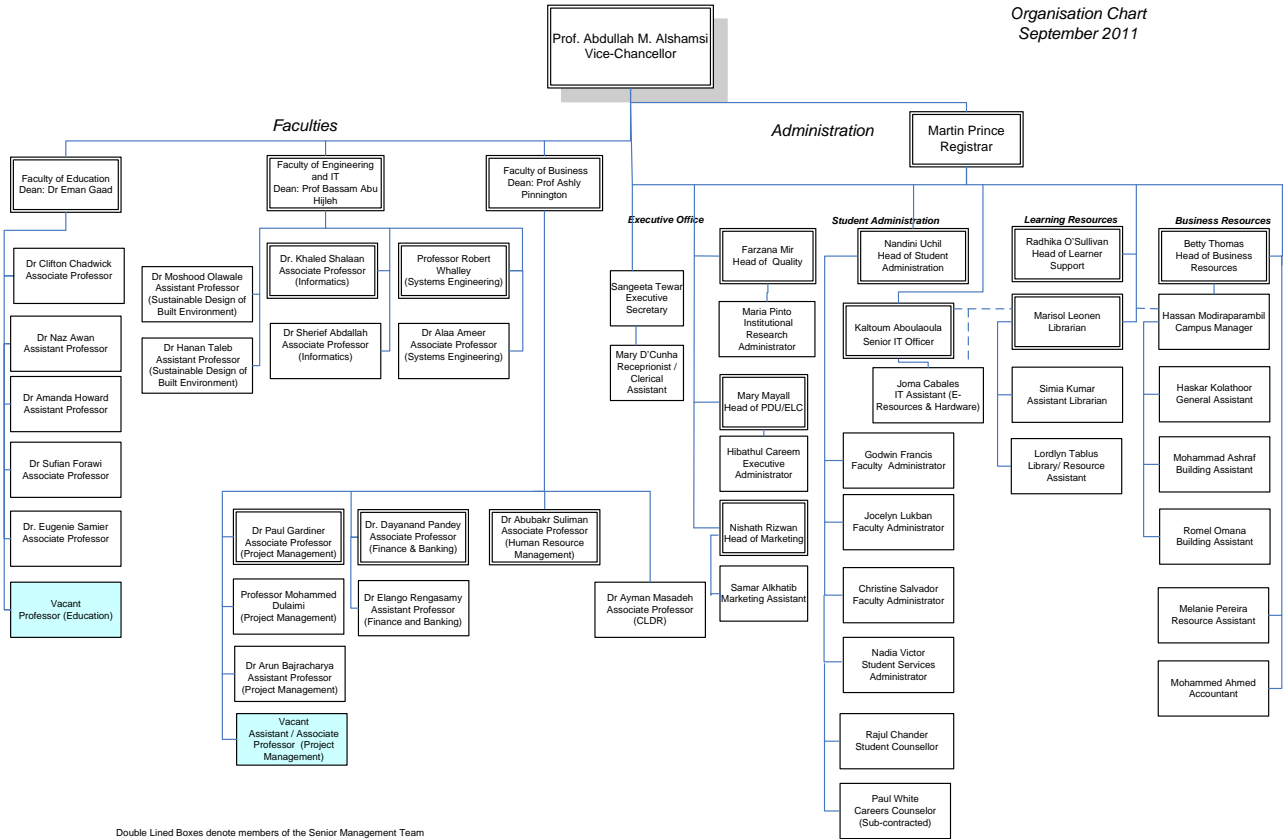 Organisation Chart
September 2011
Prof. Abdullah M. Alshamsi
Vice-Chancellor
Faculties
Administration
Martin Prince
Registrar
Faculty of Education
Dean: Dr Eman Gaad
Faculty of Engineering
and IT
Dean: Prof Bassam Abu
Hijleh
Faculty of Business
Dean: Prof Ashly
Pinnington
Executive Office
Student Administration
Learning Resources
Business Resources
Dr Clifton Chadwick
Associate Professor
Dr Naz Awan
Assistant Professor
Dr Amanda Howard
Assistant Professor
Dr Sufian Forawi
Associate Professor
Dr. Eugenie Samier
Associate Professor
Vacant
Professor (Education)
Dr Moshood Olawale
Assistant Professor
(Sustainable Design of
Built Environment)
Dr Hanan Taleb
Assistant Professor
(Sustainable Design of
Built Environment)
Dr. Khaled Shalaan
Associate Professor
(Informatics)
Dr Sherief Abdallah
Associate Professor
(Informatics)
Professor Robert
Whalley
(Systems Engineering)
Dr Alaa Ameer
Associate Professor
(Systems Engineering)
Dr Paul Gardiner
Associate Professor
(Project Management)
Professor Mohammed
Dulaimi
(Project Management)
Dr Arun Bajracharya
Assistant Professor
(Project Management)
Vacant
Assistant / Associate
Professor (Project
Management)
Dr. Dayanand Pandey
Associate Professor
(Finance & Banking)
Dr Elango Rengasamy
Assistant Professor
(Finance and Banking)
Dr Abubakr Suliman
Associate Professor
(Human Resource
Management)
Dr Ayman Masadeh
Associate Professor
(CLDR)
Sangeeta Tewar
Executive
Secretary
Mary D'Cunha
Receprionist /
Clerical
Assistant
Farzana Mir
Head of Quality
Maria Pinto
Institutional
Research
Administrator
Mary Mayall
Head of PDU/ELC
Hibathul Careem
Executive
Administrator
Nishath Rizwan
Head of Marketing
Samar Alkhatib
Marketing Assistant
Nandini Uchil
Head of Student
Administration
Kaltoum Aboulaoula
Senior IT Officer
Joma Cabales
IT Assistant (E-
Resources & Hardware)
Godwin Francis
Faculty Administrator
Jocelyn Lukban
Faculty Administrator
Christine Salvador
Faculty Administrator
Nadia Victor
Student Services
Administrator
Rajul Chander
Student Counsellor
Paul White
Careers Counselor
(Sub-contracted)
Radhika O'Sullivan
Head of Learner
Support
Marisol Leonen
Librarian
Simia Kumar
Assistant Librarian
Lordlyn Tablus
Library/ Resource
Assistant
Betty Thomas
Head of Business
Resources
Hassan Modiraparambil
Campus Manager
Haskar Kolathoor
General Assistant
Mohammad Ashraf
Building Assistant
Romel Omana
Building Assistant
Melanie Pereira
Resource Assistant
Mohammed Ahmed
Accountant
Double Lined Boxes denote members of the Senior Management Team